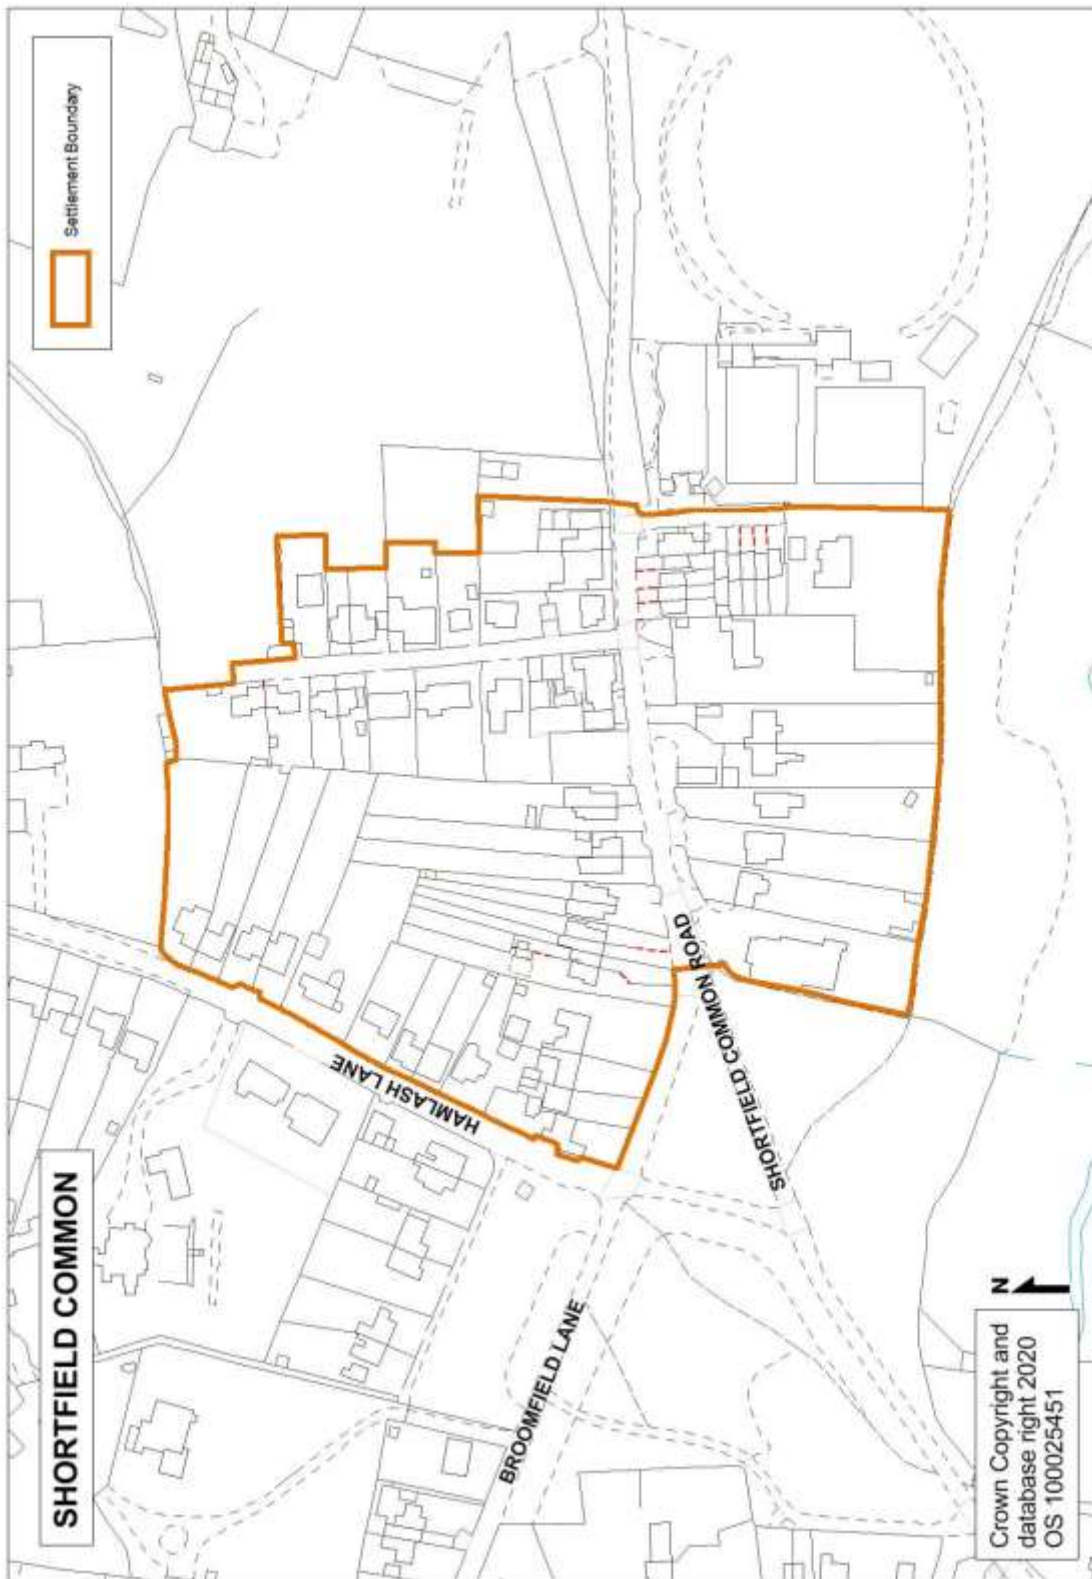 SHORTFIELD COMMON
Settlement Boundary
HAMLASH LANE
SHORTFIELD COMMON ROAD
BROOMFIELD LANE
N
Crown Copyright and
database right 2020
OS 100025451